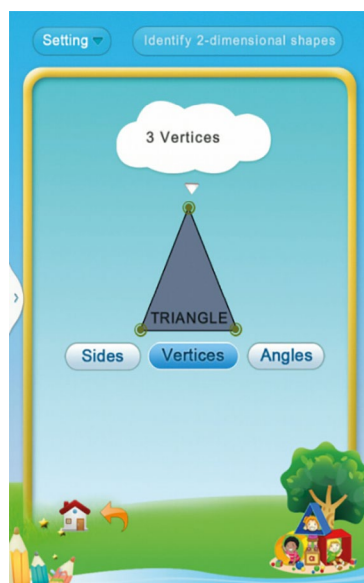 Setting
Identify 2-dimensional shapes
3 Vertices
TRIANGLE
Sides
Vertices
Angles
a